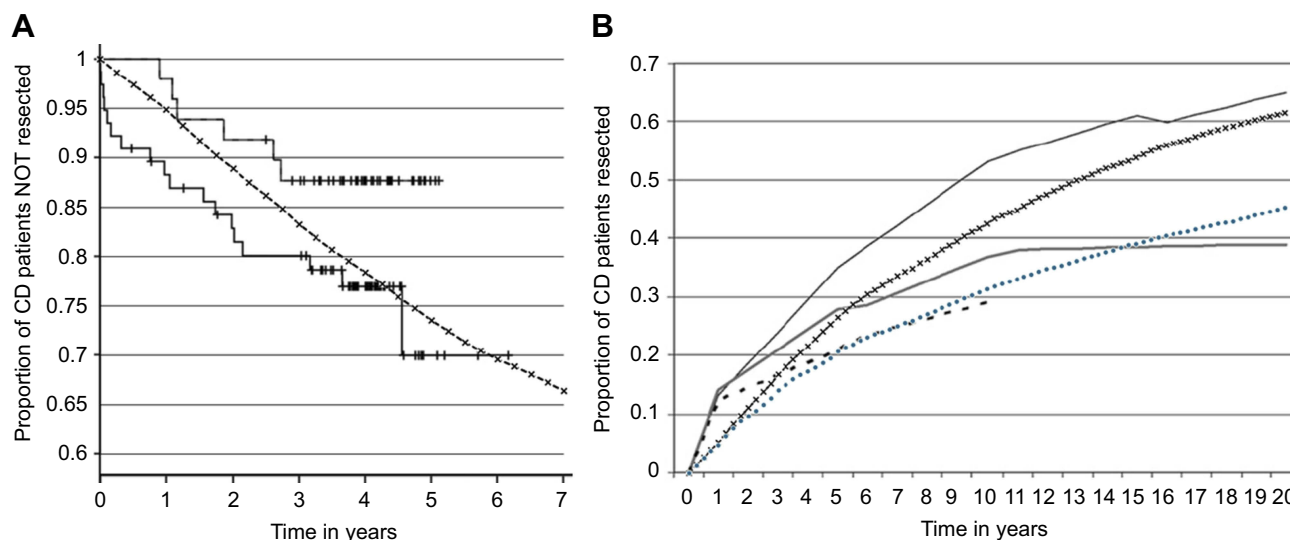 A
Proportion of CD patients NOT resected
1
0.95
0.9
0.85
0.8
0.75
0.7
0.65
0.6
0 1 2 3 4 5 6 7
Time in years
B
Proportion of CD patients resected
0.7
0.6
0.5
0.4
0.3
0.2
0.1
0
0 1 2 3 4 5 6 7 8 9 10 11 12 13 14 15 16 17 18 19 20
Time in years